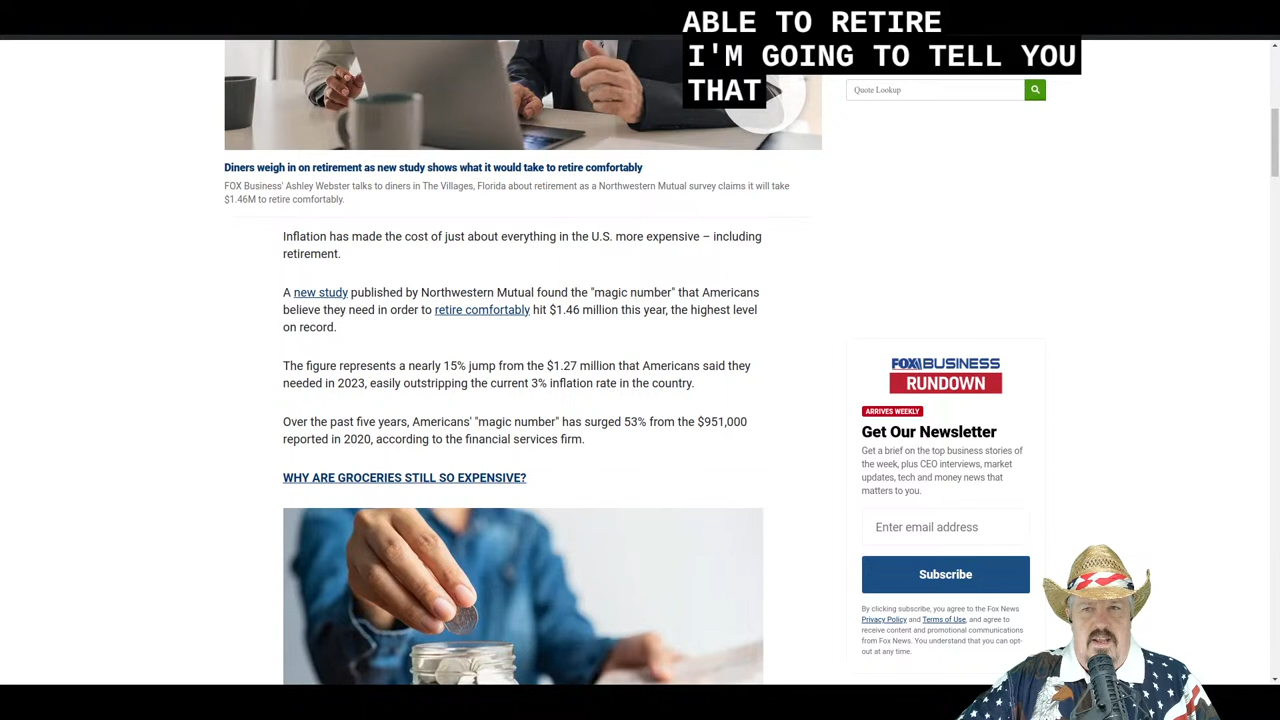 ABLE TO RETIRE
I'M GOING TO TELL YOU
THAT
Quote Lookup
Diners weigh in on retirement as new study shows what it would take to retire comfortably
FOX Business' Ashley Webster talks to diners in The Villages, Florida about retirement as a Northwestern Mutual survey claims it will take
$1.46M to retire comfortably.
Inflation has made the cost of just about everything in the U.S. more expensive – including
retirement.
A new study published by Northwestern Mutual found the "magic number" that Americans
believe they need in order to retire comfortably hit $1.46 million this year, the highest level
on record.
The figure represents a nearly 15% jump from the $1.27 million that Americans said they
needed in 2023, easily outstripping the current 3% inflation rate in the country.
Over the past five years, Americans' "magic number" has surged 53% from the $951,000
reported in 2020, according to the financial services firm.
WHY ARE GROCERIES STILL SO EXPENSIVE?
FOX BUSINESS
RUNDOWN
ARRIVES WEEKLY
Get Our Newsletter
Get a brief on the top business stories of
the week, plus CEO interviews, market
updates, tech and money news that
matters to you.
Enter email address
Subscribe
By clicking subscribe, you agree to the Fox News
Privacy Policy and Terms of Use, and agree to
receive content and promotional communications
from Fox News. You understand that you can opt-
out at any time.